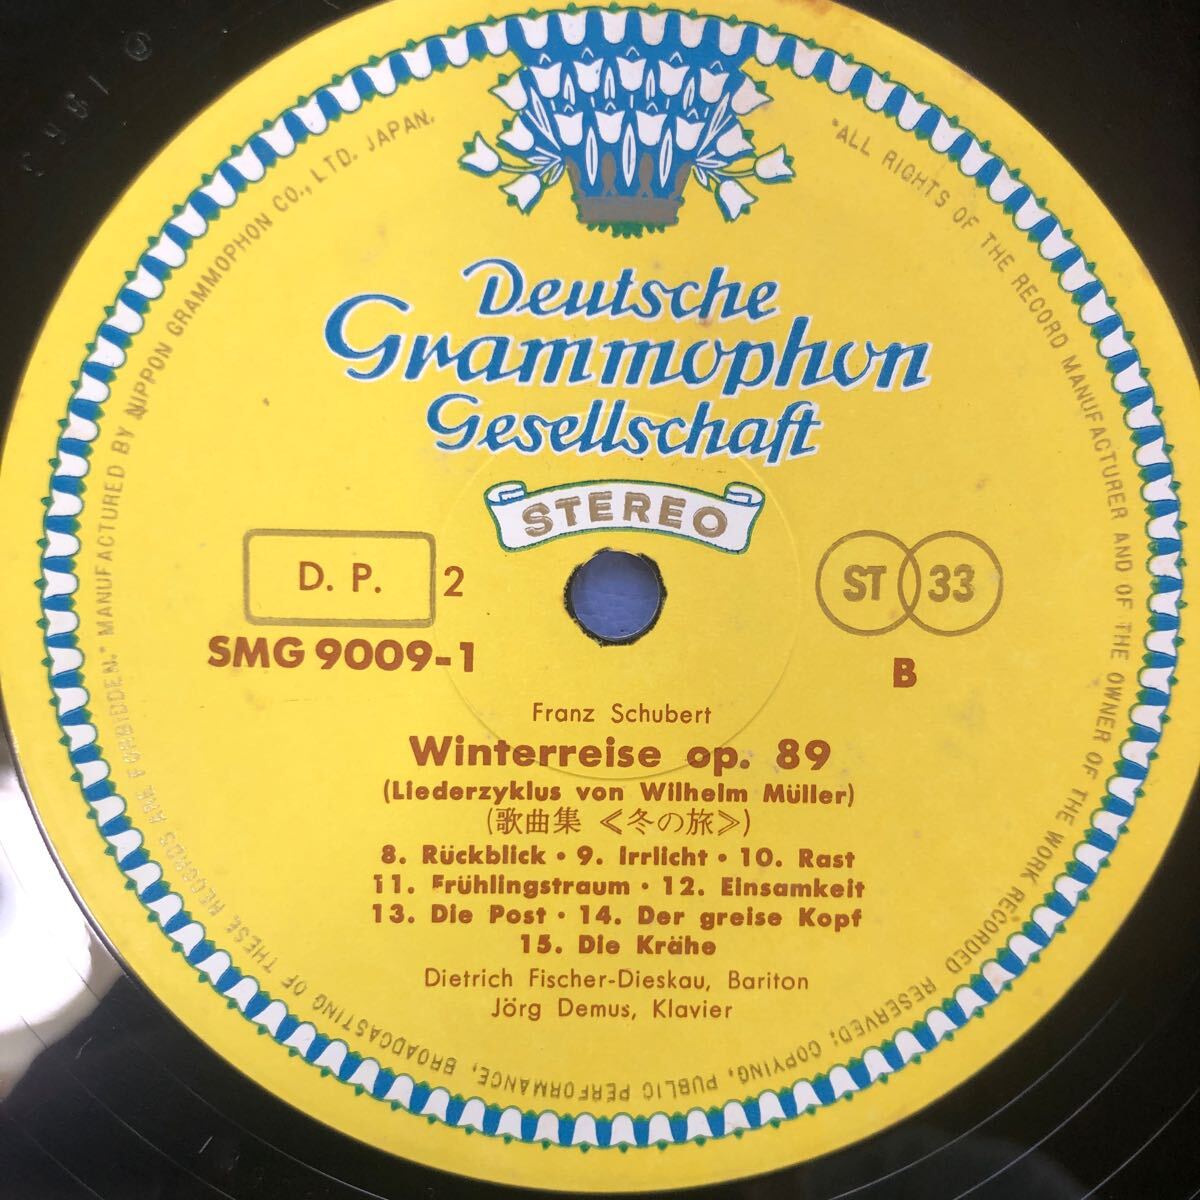 Deutsche
Grammophon
Gesellschaft
STEREO
D. P. 2
ST 33
SMG 9009-1
B
Franz Schubert
Winterreise op. 89
(Liederzyklus von Wilhelm Müller)
(歌曲集 ≪冬の旅≫)
8. Rückblick • 9. Irrlicht • 10. Rast
11. Frühlingstraum • 12. Einsamkeit
13. Die Post • 14. Der greise Kopf
15. Die Krähe
Dietrich Fischer-Dieskau, Bariton
Jörg Demus, Klavier
"ALL RIGHTS OF THE RECORD MANUFACTURER AND OF THE OWNER OF THE WORK RECORDED RESERVED; COPYING, PUBLIC PERFORMANCE, BROADCASTING OF THESE RECORDS ARE FORBIDDEN." MANUFACTURED BY NIPPON GRAMMOPHON CO., LTD. JAPAN.